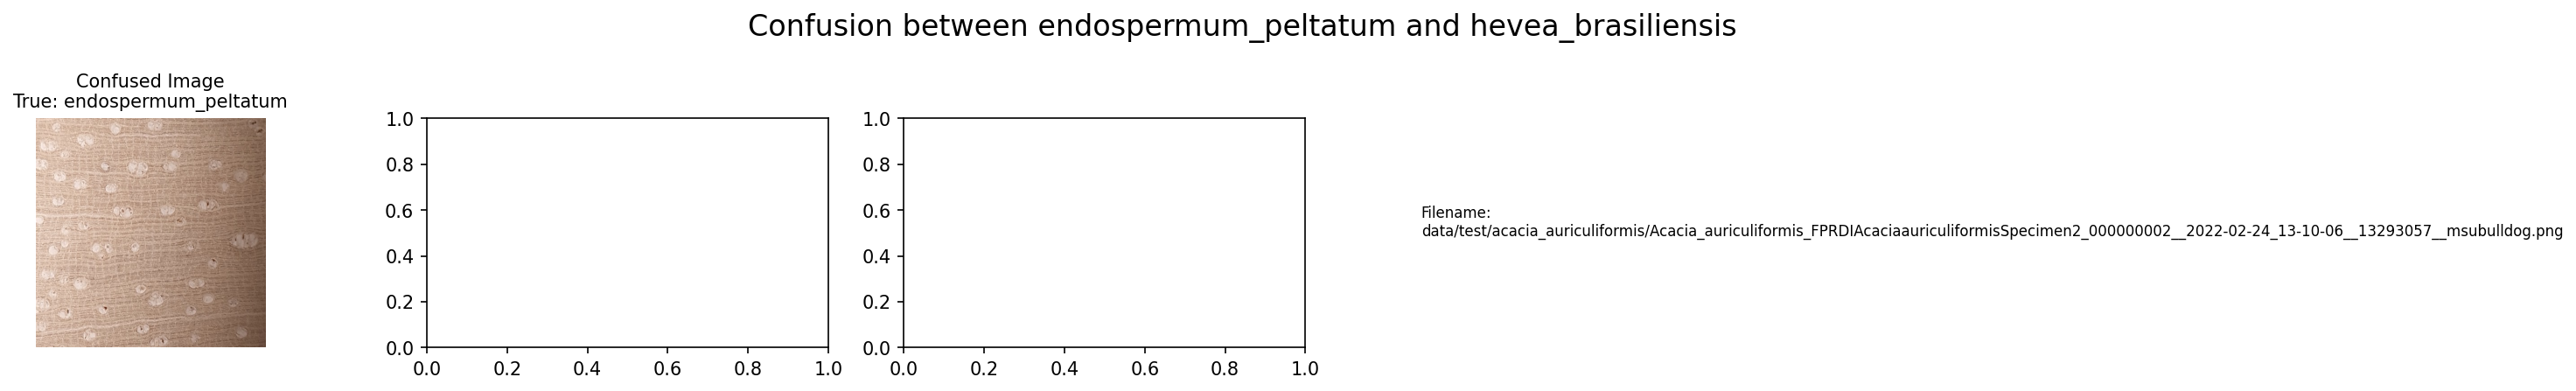 Confusion between endospermum_peltatum and hevea_brasiliensis
Confused Image
True: endospermum_peltatum
1.0
0.8
0.6
0.4
0.2
0.0
0.0 0.2 0.4 0.6 0.8 1.0
1.0
0.8
0.6
0.4
0.2
0.0
0.0 0.2 0.4 0.6 0.8 1.0
Filename:
data/test/acacia_auriculiformis/Acacia_auriculiformis_FPRDIAcaciaauriculiformisSpecimen2_000000002__2022-02-24_13-10-06__13293057__msubulldog.png